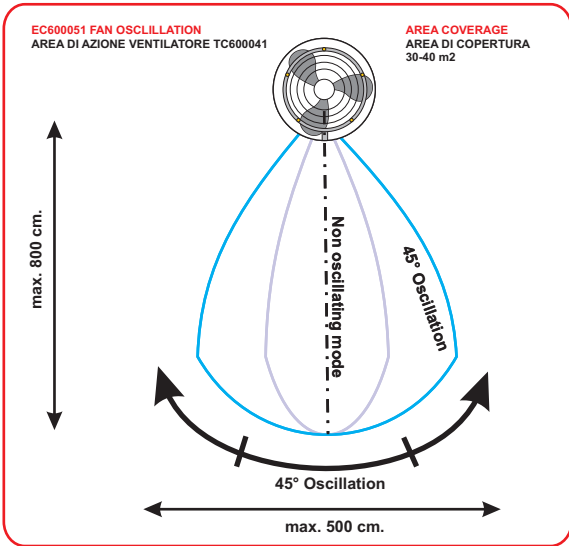 EC600051 FAN OSCLILLATION
AREA DI AZIONE VENTILATORE TC600041
AREA COVERAGE
AREA DI COPERTURA
30-40 m2
max. 800 cm.
Non oscillating mode
45° Oscillation
45° Oscillation
max. 500 cm.